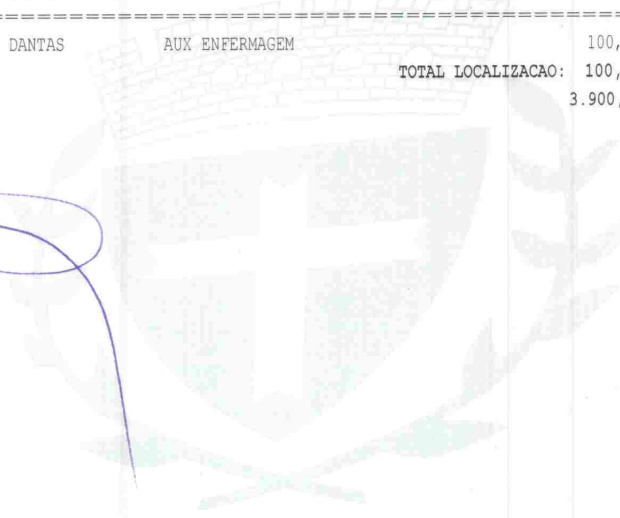 DANTAS AUX ENFERMAGEM 100,
TOTAL LOCALIZACAO: 100,
3.900,